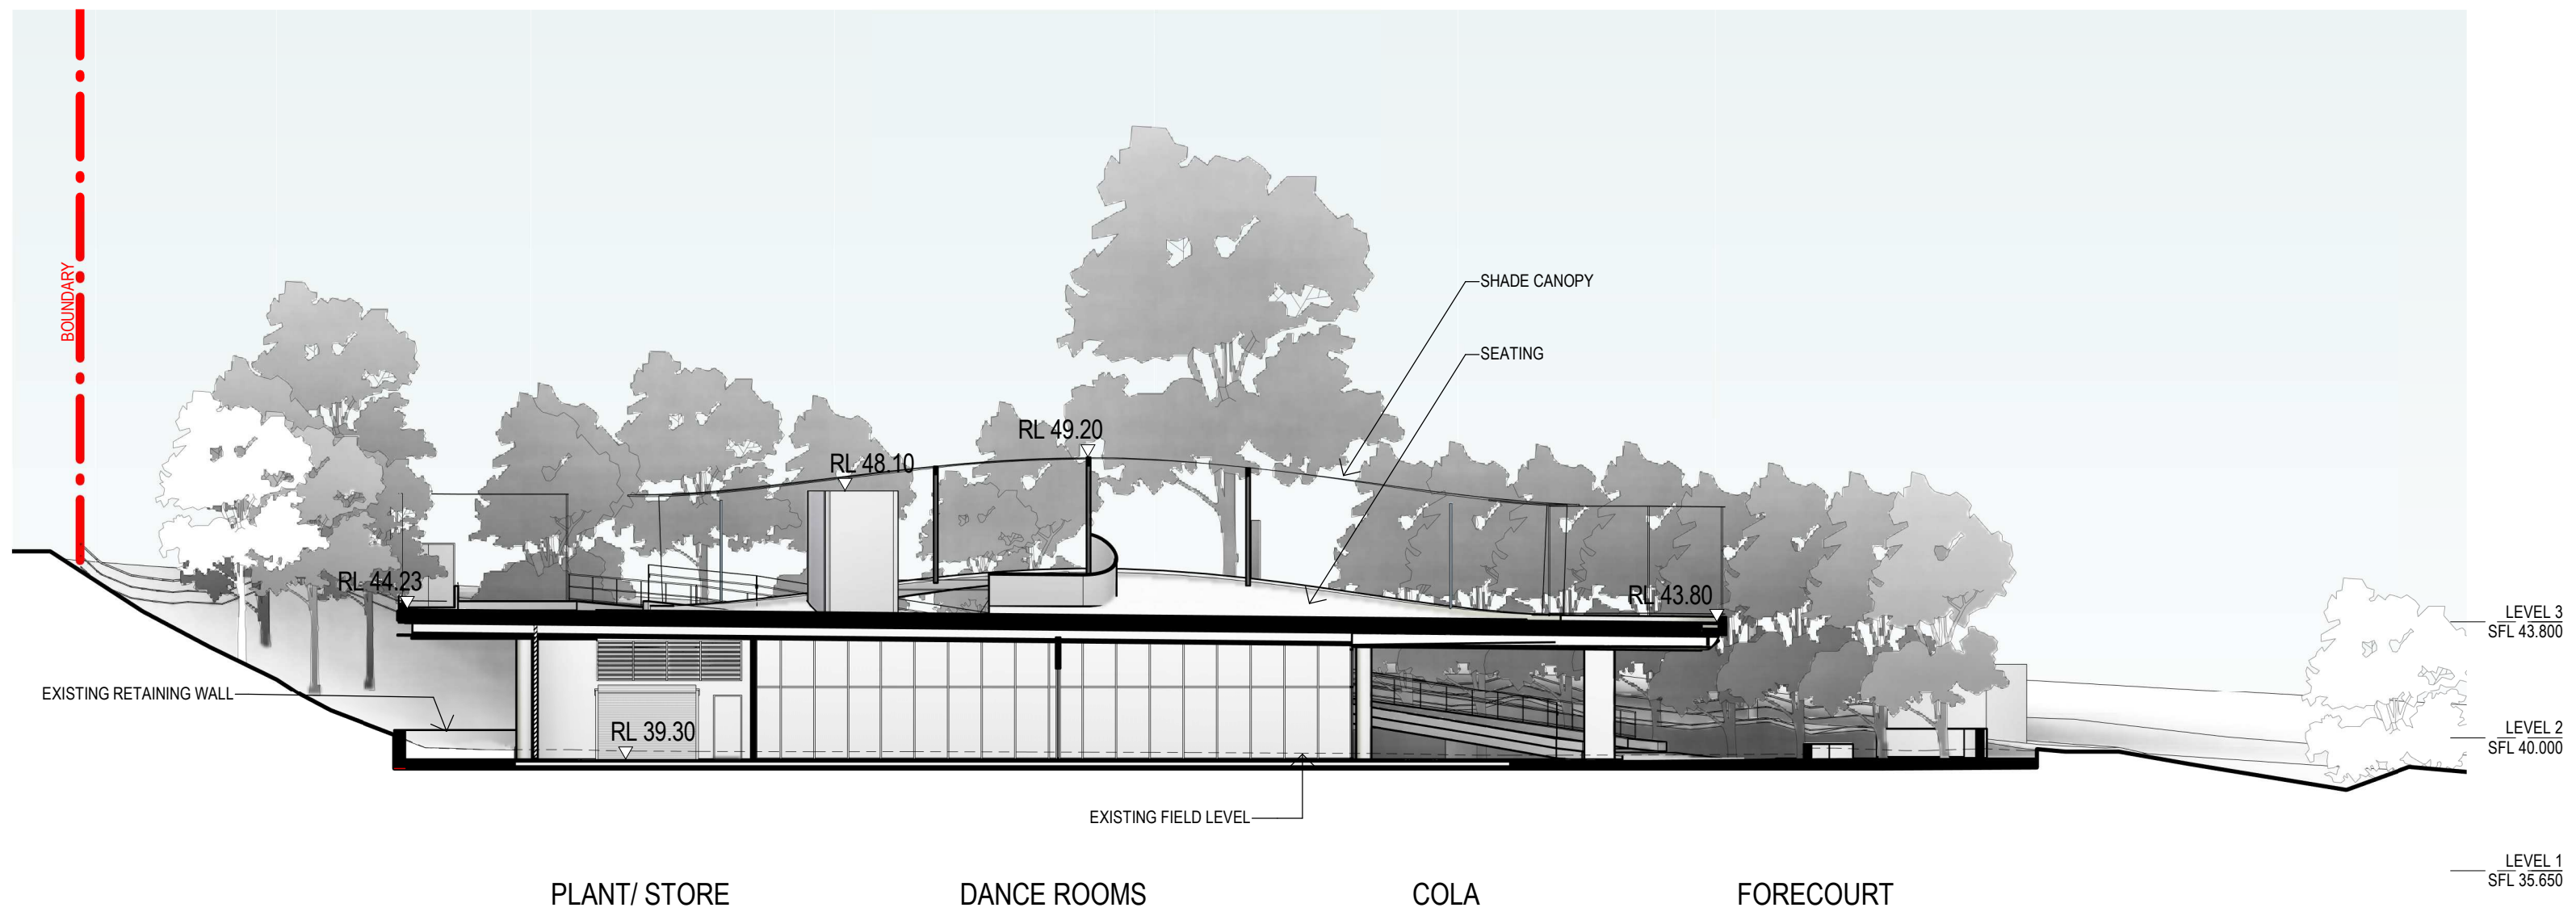 BOUNDARY
SHADE CANOPY
SEATING
RL 49.20
RL 48.10
RL 44.23
RL 43.80
LEVEL 3
SFL 43.800
EXISTING RETAINING WALL
RL 39.30
LEVEL 2
SFL 40.000
EXISTING FIELD LEVEL
LEVEL 1
SFL 35.650
PLANT/ STORE
DANCE ROOMS
COLA
FORECOURT